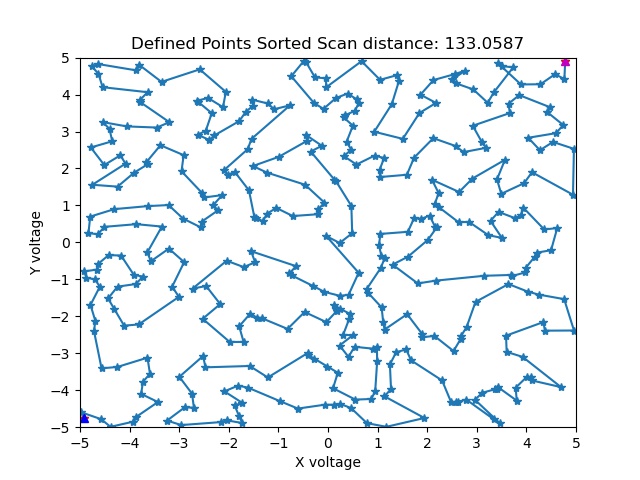 Defined Points Sorted Scan distance: 133.0587
5
4
3
2
1
0
−1
−2
−3
−4
−5
Y voltage
−5 −4 −3 −2 −1 0 1 2 3 4 5
X voltage